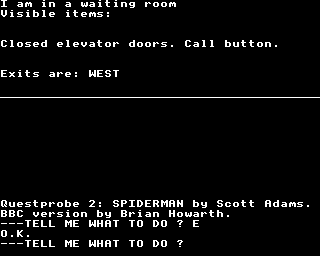 I am in a waiting room
Visible items:
Closed elevator doors. Call button.
Exits are: WEST
Questprobe 2: SPIDERMAN by Scott Adams.
BBC version by Brian Howarth.
---TELL ME WHAT TO DO ? E
O.K.
---TELL ME WHAT TO DO ?